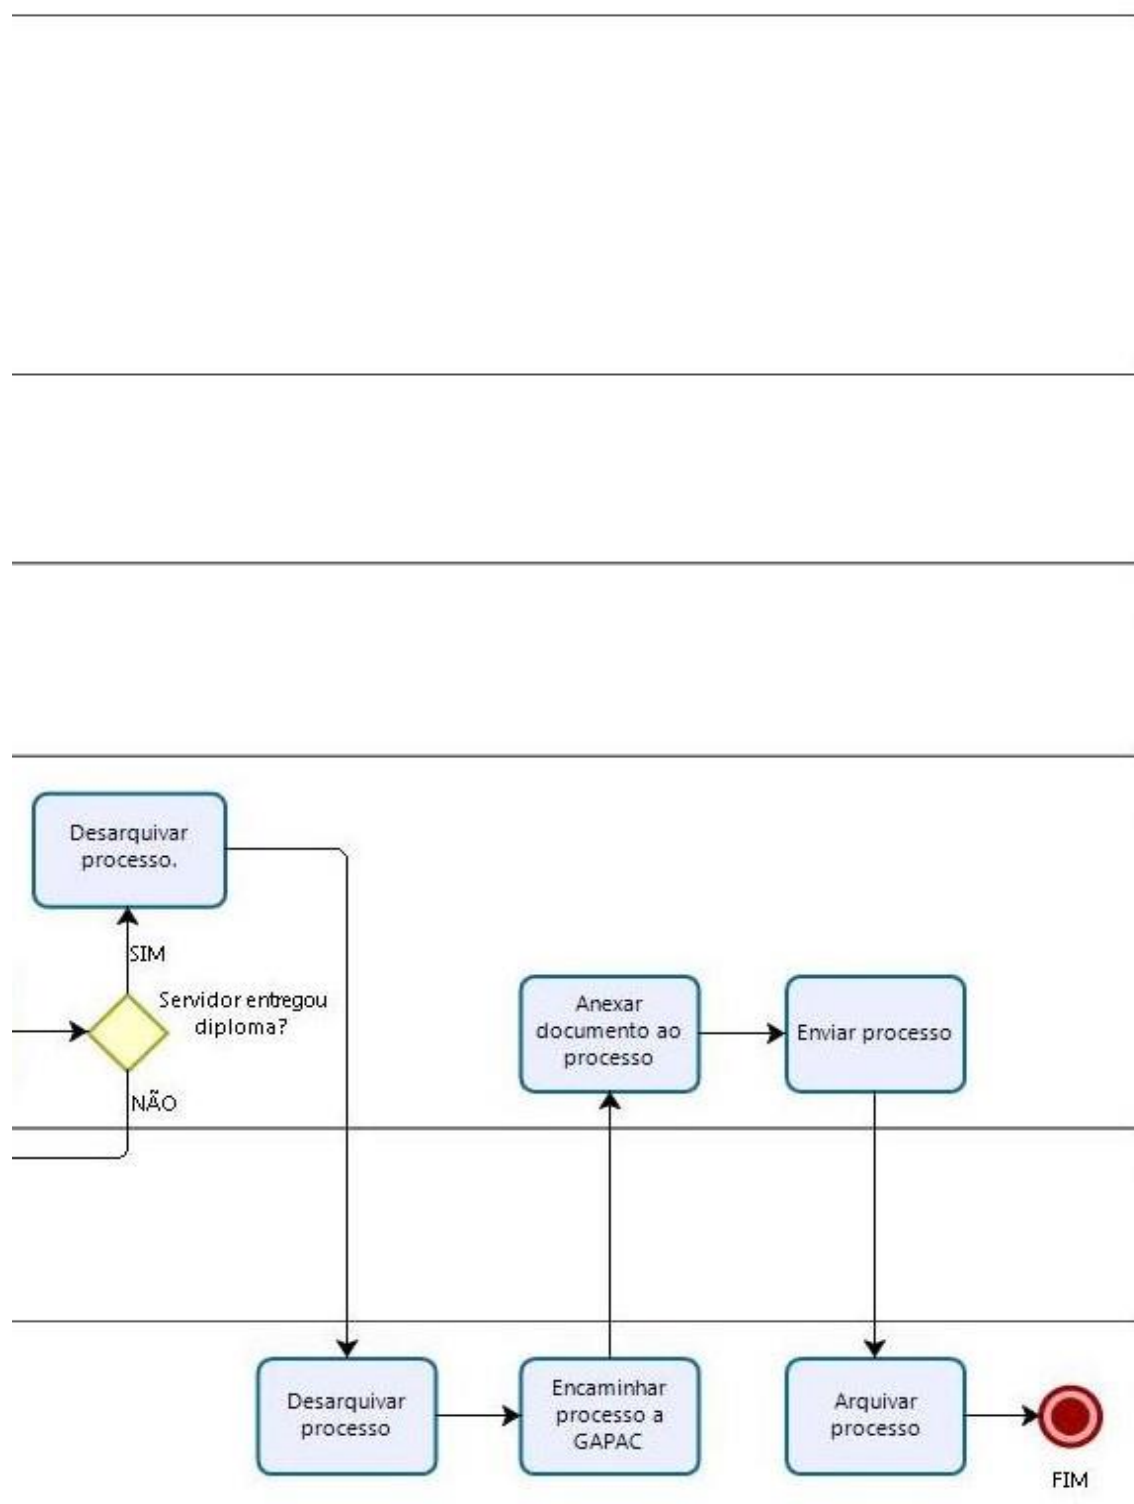 Desarquivar
processo.
SIM
Servidor entregou
diploma?
NÃO
Anexar
documento ao
processo
Enviar processo
Desarquivar
processo
Encaminhar
processo a
GAPAC
Arquivar
processo
FIM